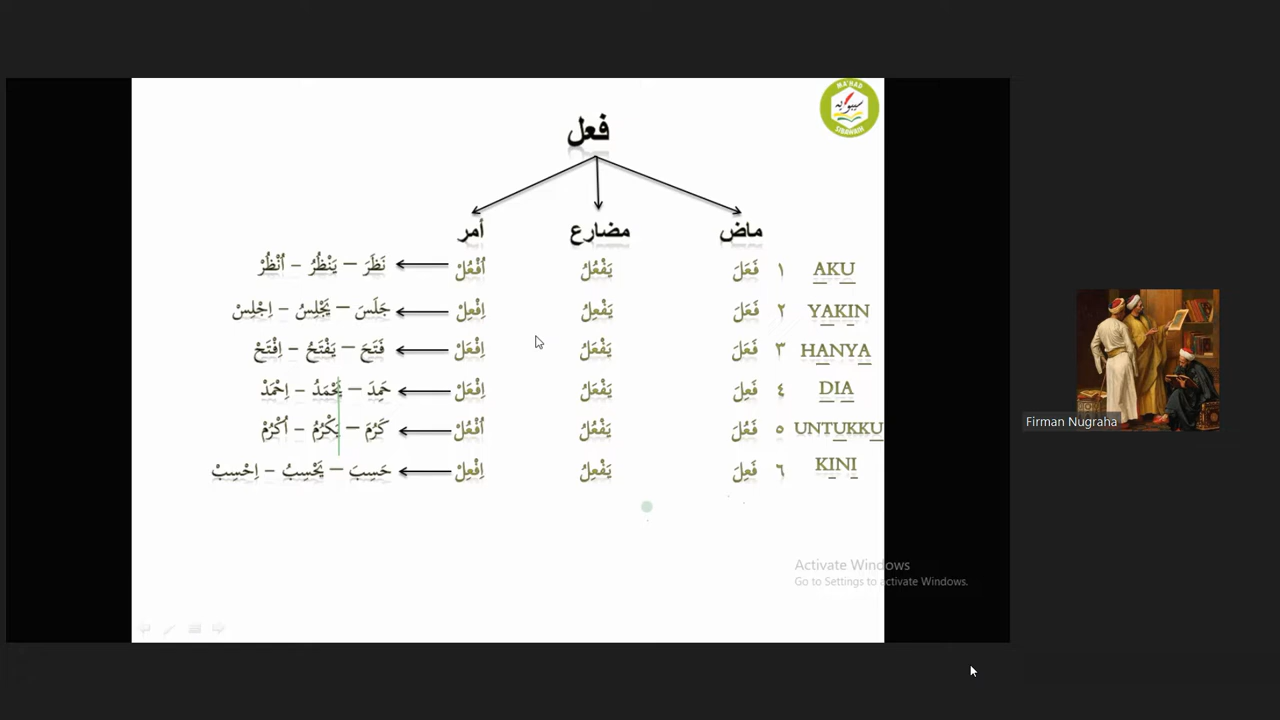 MA'HAD
سيبويه
SIBAWAIH
فعل
ماض مضارع أمر
AKU ١ فَعَلَ يَفْعُلُ اُفْعُلْ نَظَرَ – يَنْظُرُ – اُنْظُرْ
YAKIN ٢ فَعَلَ يَفْعِلُ اِفْعِلْ جَلَسَ – يَجْلِسُ – اِجْلِسْ
HANYA ٣ فَعَلَ يَفْعَلُ اِفْعَلْ فَتَحَ – يَفْتَحُ – اِفْتَحْ
DIA ٤ فَعِلَ يَفْعَلُ اِفْعَلْ حَمِدَ – يَحْمَدُ – اِحْمَدْ
UNTUKKU ٥ فَعُلَ يَفْعُلُ اُفْعُلْ كَرُمَ – يَكْرُمُ – اُكْرُمْ
KINI ٦ فَعِلَ يَفْعِلُ اِفْعِلْ حَسِبَ – يَحْسِبُ – اِحْسِبْ
Firman Nugraha
Activate Windows
Go to Settings to activate Windows.